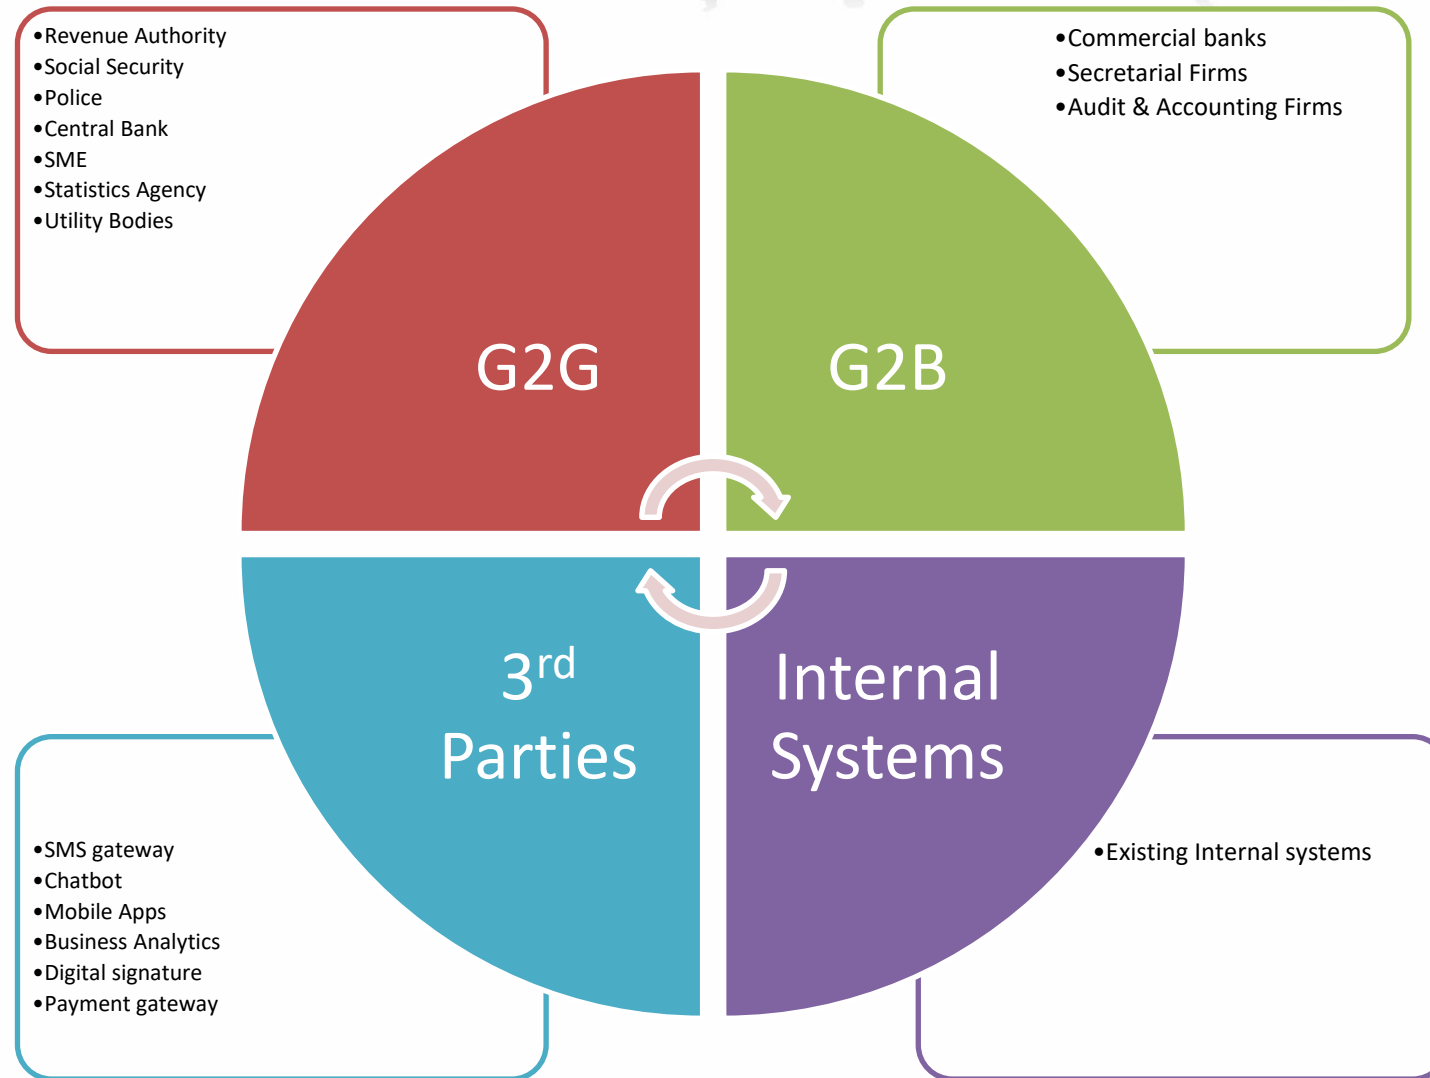 •Revenue Authority
•Social Security
•Police
•Central Bank
•SME
•Statistics Agency
•Utility Bodies
•Commercial banks
•Secretarial Firms
•Audit & Accounting Firms
G2G
G2B
3rd
Parties
Internal
Systems
•SMS gateway
•Chatbot
•Mobile Apps
•Business Analytics
•Digital signature
•Payment gateway
•Existing Internal systems